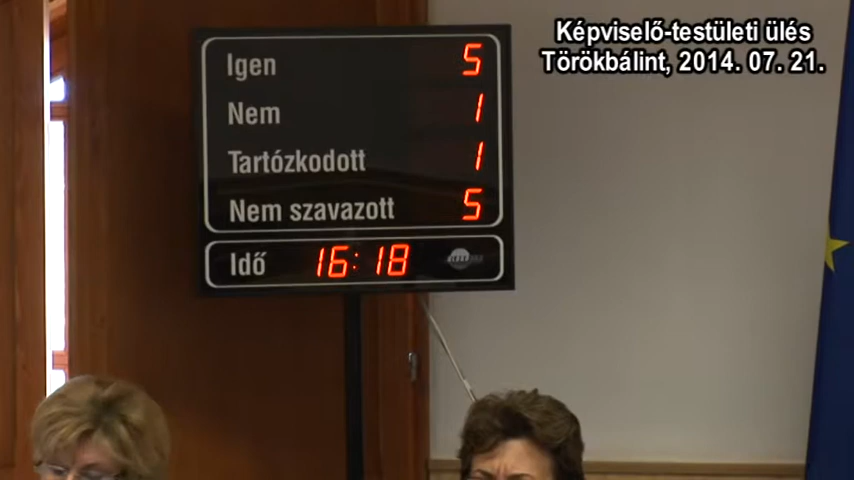 Képviselő-testületi ülés
Törökbálint, 2014. 07. 21.
Igen 5
Nem 1
Tartózkodott 1
Nem szavazott 5
Idő 16:18